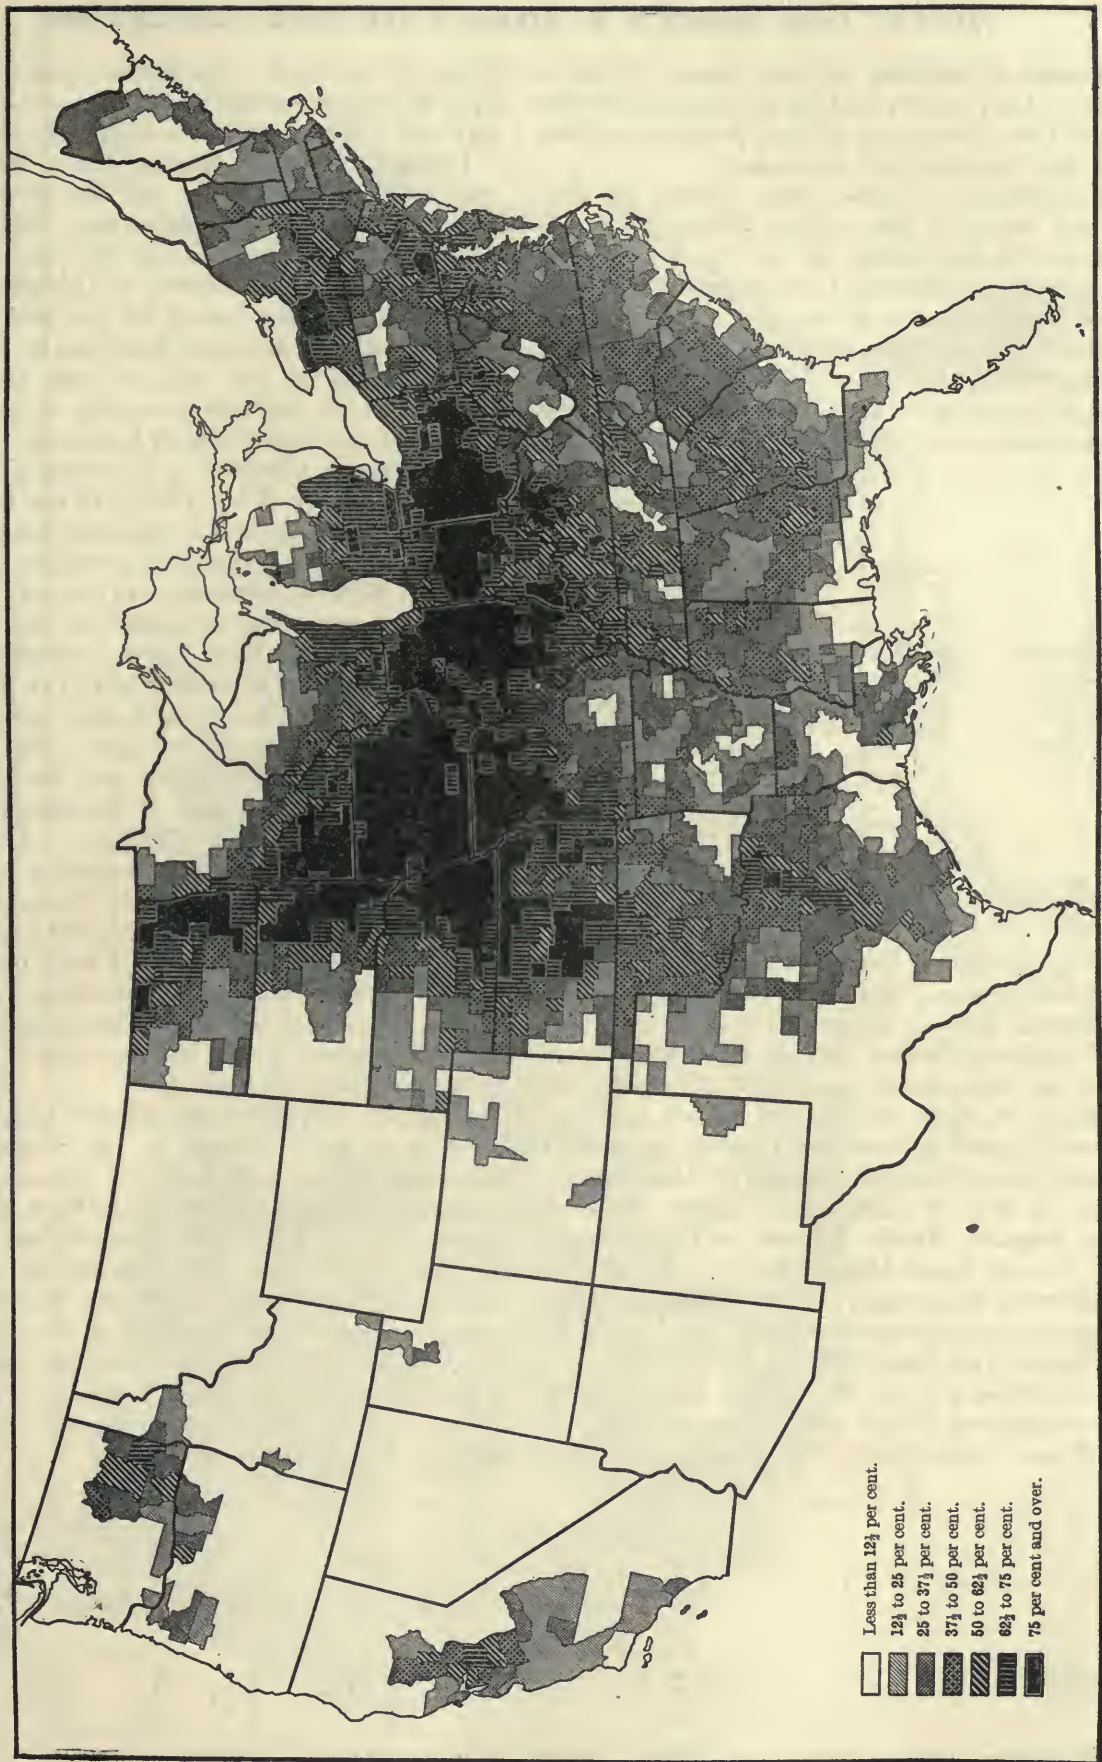 Less than 12½ per cent.
12½ to 25 per cent.
25 to 37½ per cent.
37½ to 50 per cent.
50 to 62½ per cent.
62½ to 75 per cent.
75 per cent and over.